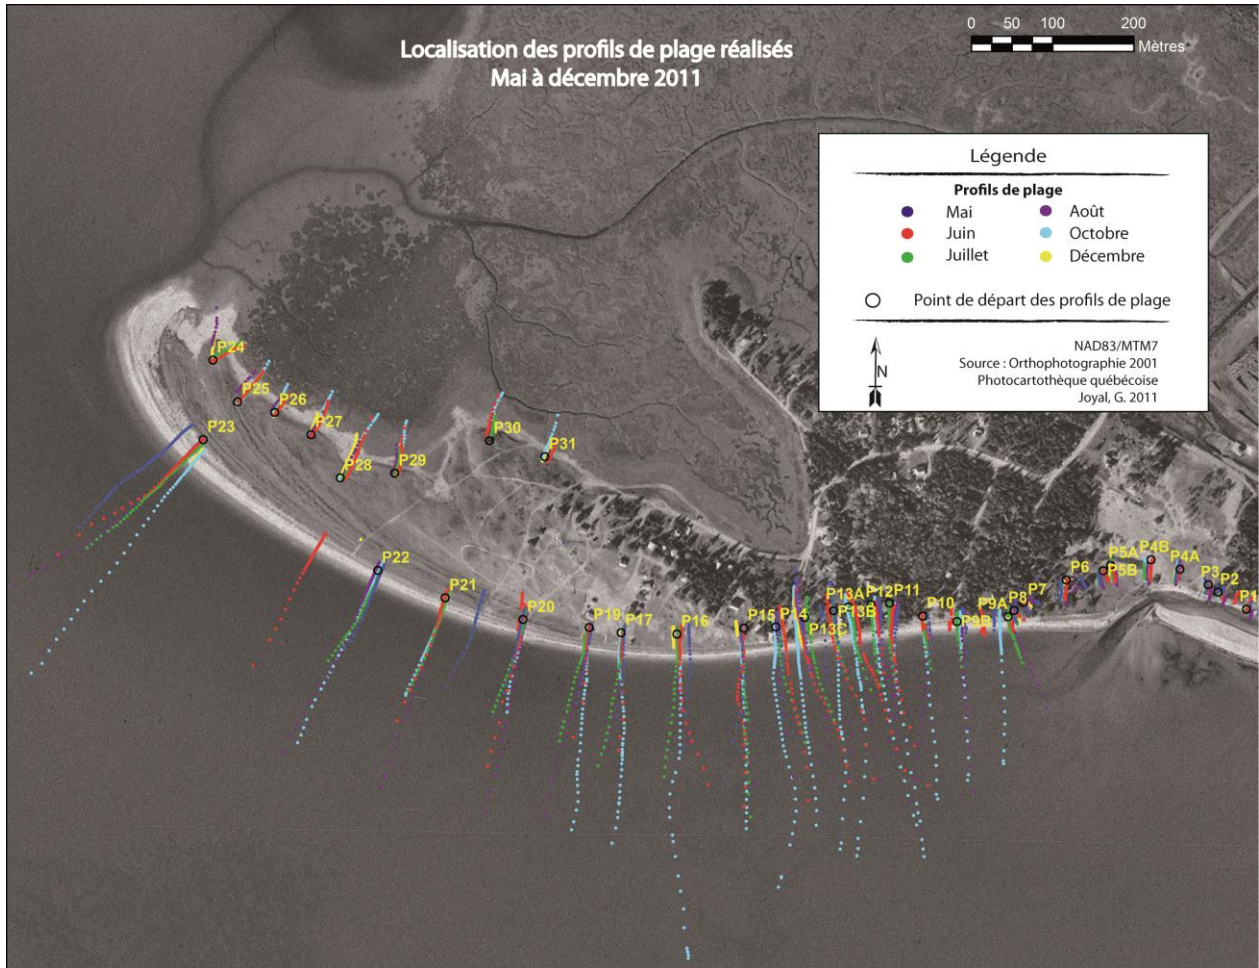 Localisation des profils de plage réalisés
Mai à décembre 2011
0 50 100 200
Mètres
Légende
Profils de plage
Mai
Août
Juin
Octobre
Juillet
Décembre
Point de départ des profils de plage
N
NAD83/MTM7
Source : Orthophotographie 2001
Photocartothèque québécoise
Joyal, G. 2011
P24
P25
P26
P27
P23
P28
P29
P30
P31
P22
P21
P20
P19
P17
P16
P15
P14
P13A
P13B
P13C
P12
P11
P10
P9A
P9B
P8
P7
P6
P5A
P5B
P4B
P4A
P3
P2
P1